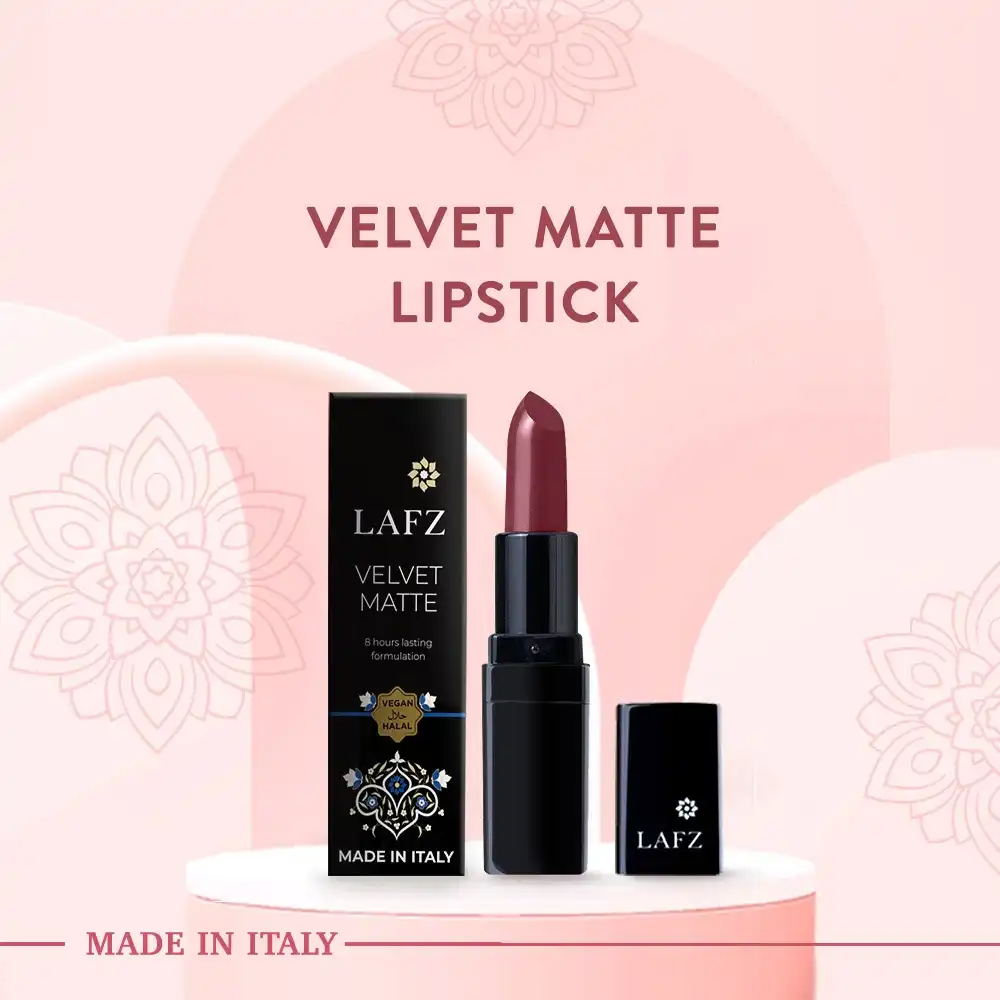 VELVET MATTE
LIPSTICK
LAFZ
VELVET
MATTE
8 hours lasting
formulation
VEGAN
حلال
HALAL
MADE IN ITALY
LAFZ
MADE IN ITALY